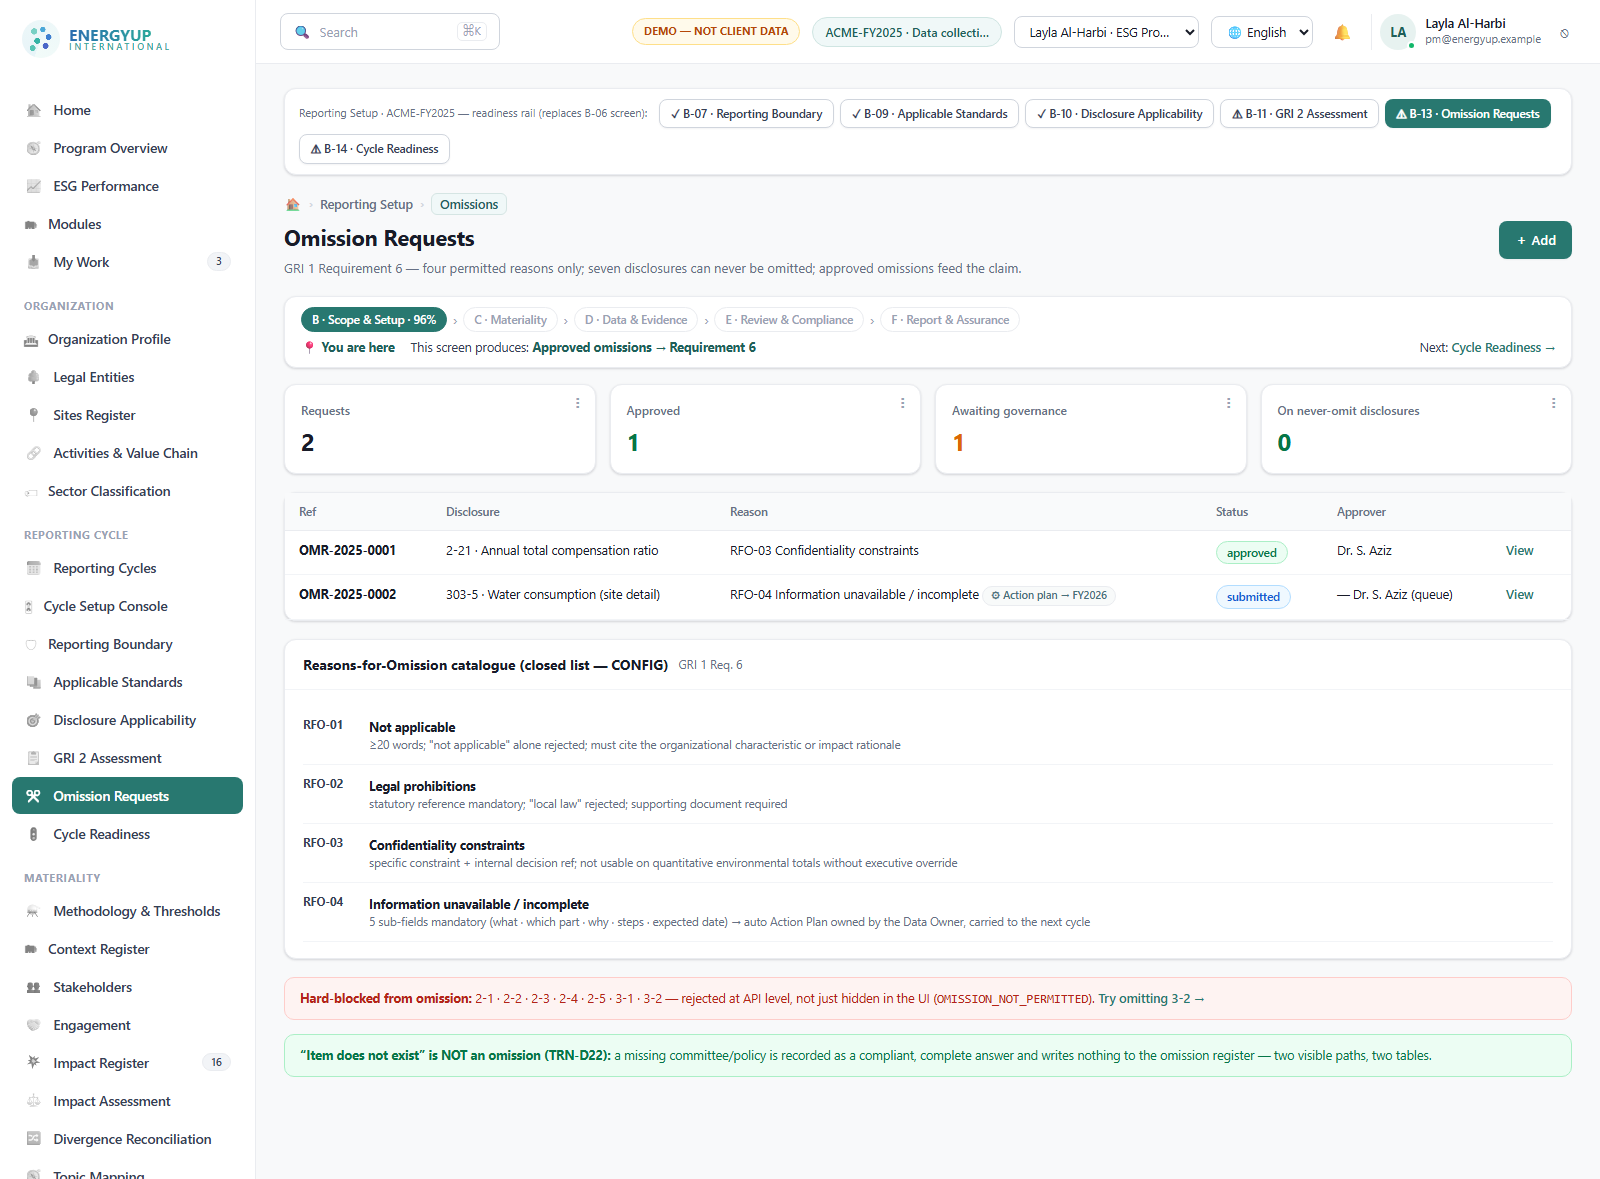 ENERGYUP
INTERNATIONAL
Search
⌘K
DEMO — NOT CLIENT DATA
ACME-FY2025 · Data collecti...
Layla Al-Harbi · ESG Pro...
English
LA
Layla Al-Harbi
pm@energyup.example
Home
Program Overview
ESG Performance
Modules
My Work
3
ORGANIZATION
Organization Profile
Legal Entities
Sites Register
Activities & Value Chain
Sector Classification
REPORTING CYCLE
Reporting Cycles
Cycle Setup Console
Reporting Boundary
Applicable Standards
Disclosure Applicability
GRI 2 Assessment
Omission Requests
Cycle Readiness
MATERIALITY
Methodology & Thresholds
Context Register
Stakeholders
Engagement
Impact Register
16
Impact Assessment
Divergence Reconciliation
Topic Mapping
Reporting Setup · ACME-FY2025 — readiness rail (replaces B-06 screen):
✓ B-07 · Reporting Boundary
✓ B-09 · Applicable Standards
✓ B-10 · Disclosure Applicability
⚠ B-11 · GRI 2 Assessment
⚠ B-13 · Omission Requests
⚠ B-14 · Cycle Readiness
› Reporting Setup › Omissions
Omission Requests
GRI 1 Requirement 6 — four permitted reasons only; seven disclosures can never be omitted; approved omissions feed the claim.
+ Add
B · Scope & Setup · 96% › C · Materiality › D · Data & Evidence › E · Review & Compliance › F · Report & Assurance
📍 You are here This screen produces: Approved omissions → Requirement 6
Next: Cycle Readiness →
Requests
2
Approved
1
Awaiting governance
1
On never-omit disclosures
0
Ref Disclosure Reason Status Approver
OMR-2025-0001 2-21 · Annual total compensation ratio RFO-03 Confidentiality constraints approved Dr. S. Aziz View
OMR-2025-0002 303-5 · Water consumption (site detail) RFO-04 Information unavailable / incomplete ⚙ Action plan → FY2026 submitted — Dr. S. Aziz (queue) View
Reasons-for-Omission catalogue (closed list — CONFIG) GRI 1 Req. 6
RFO-01 Not applicable
≥20 words; "not applicable" alone rejected; must cite the organizational characteristic or impact rationale
RFO-02 Legal prohibitions
statutory reference mandatory; "local law" rejected; supporting document required
RFO-03 Confidentiality constraints
specific constraint + internal decision ref; not usable on quantitative environmental totals without executive override
RFO-04 Information unavailable / incomplete
5 sub-fields mandatory (what · which part · why · steps · expected date) → auto Action Plan owned by the Data Owner, carried to the next cycle
Hard-blocked from omission: 2-1 · 2-2 · 2-3 · 2-4 · 2-5 · 3-1 · 3-2 — rejected at API level, not just hidden in the UI (OMISSION_NOT_PERMITTED). Try omitting 3-2 →
“Item does not exist” is NOT an omission (TRN-D22): a missing committee/policy is recorded as a compliant, complete answer and writes nothing to the omission register — two visible paths, two tables.